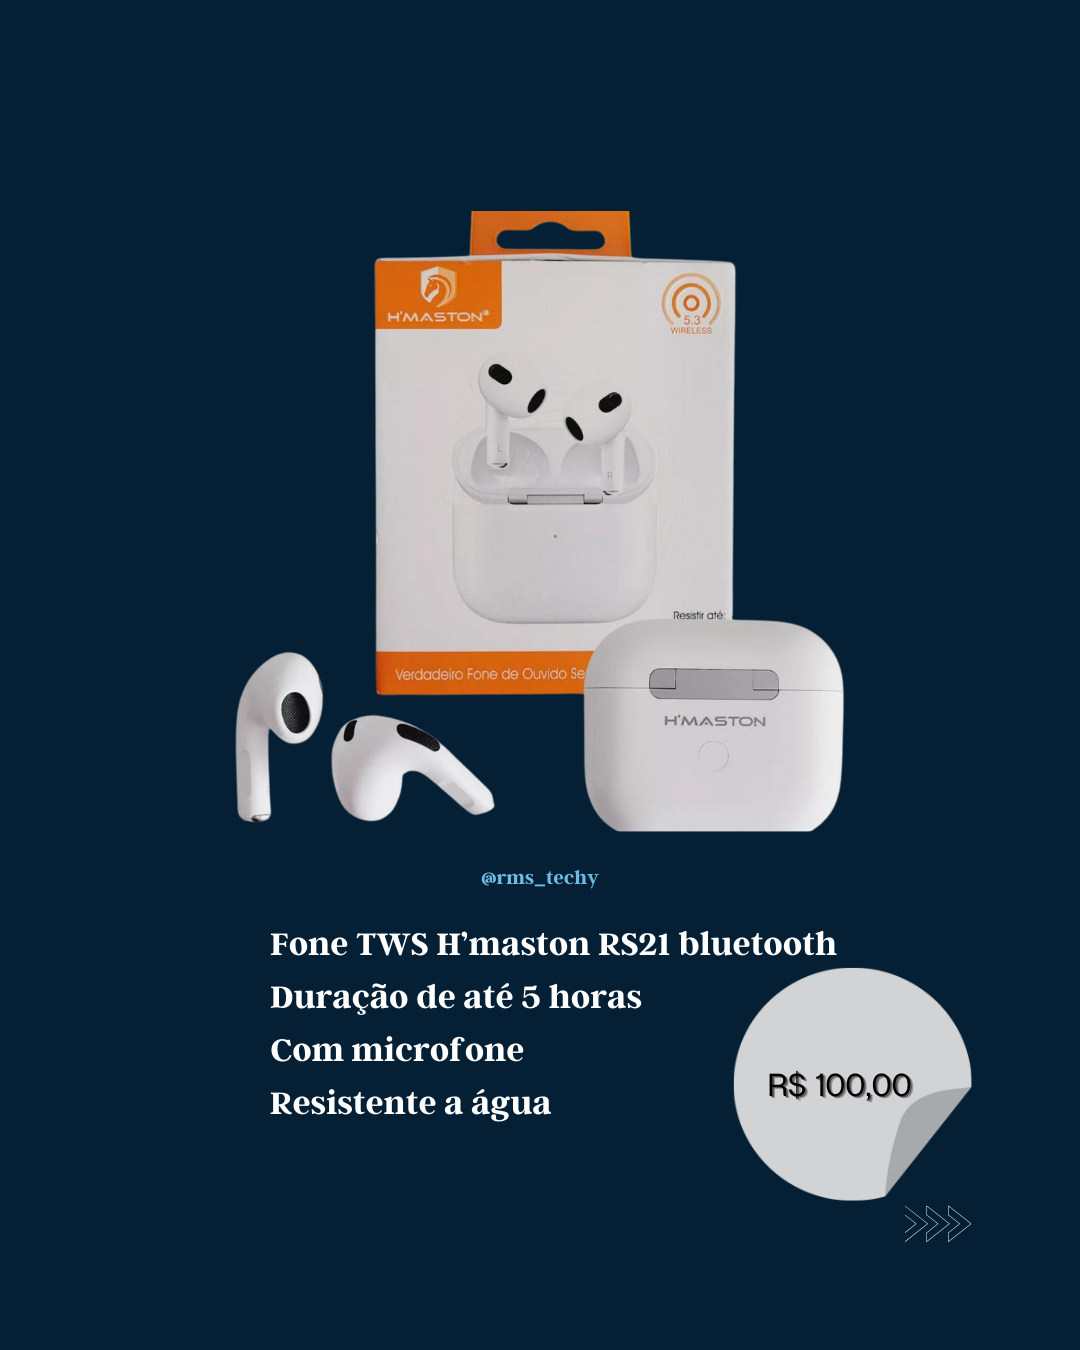 H'MASTON®
5.3
WIRELESS
L
R
Resistir até:
Verdadeiro Fone de Ouvido Se
H'MASTON
@rms_techy
Fone TWS H’maston RS21 bluetooth
Duração de até 5 horas
Com microfone
Resistente a água
R$ 100,00